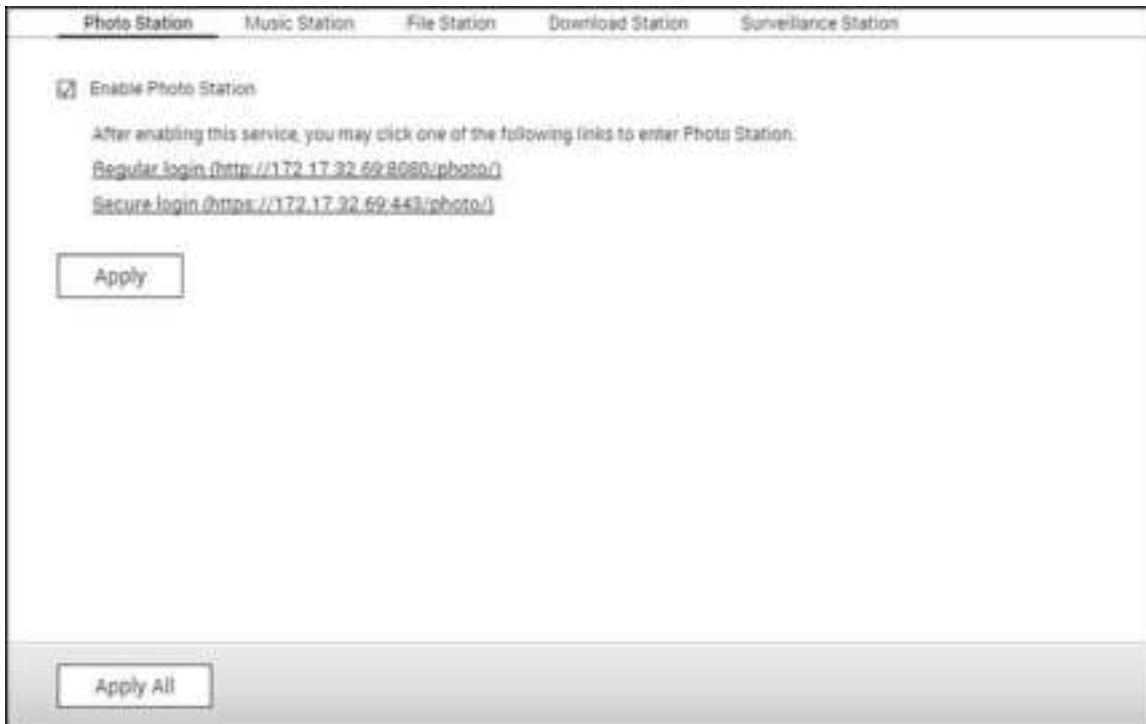 Photo Station Music Station File Station Download Station Surveillance Station
Enable Photo Station
After enabling this service, you may click one of the following links to enter Photo Station.
Regular login (http://172.17.32.69:8080/photo/)
Secure login (https://172.17.32.69:443/photo/)
Apply
Apply All